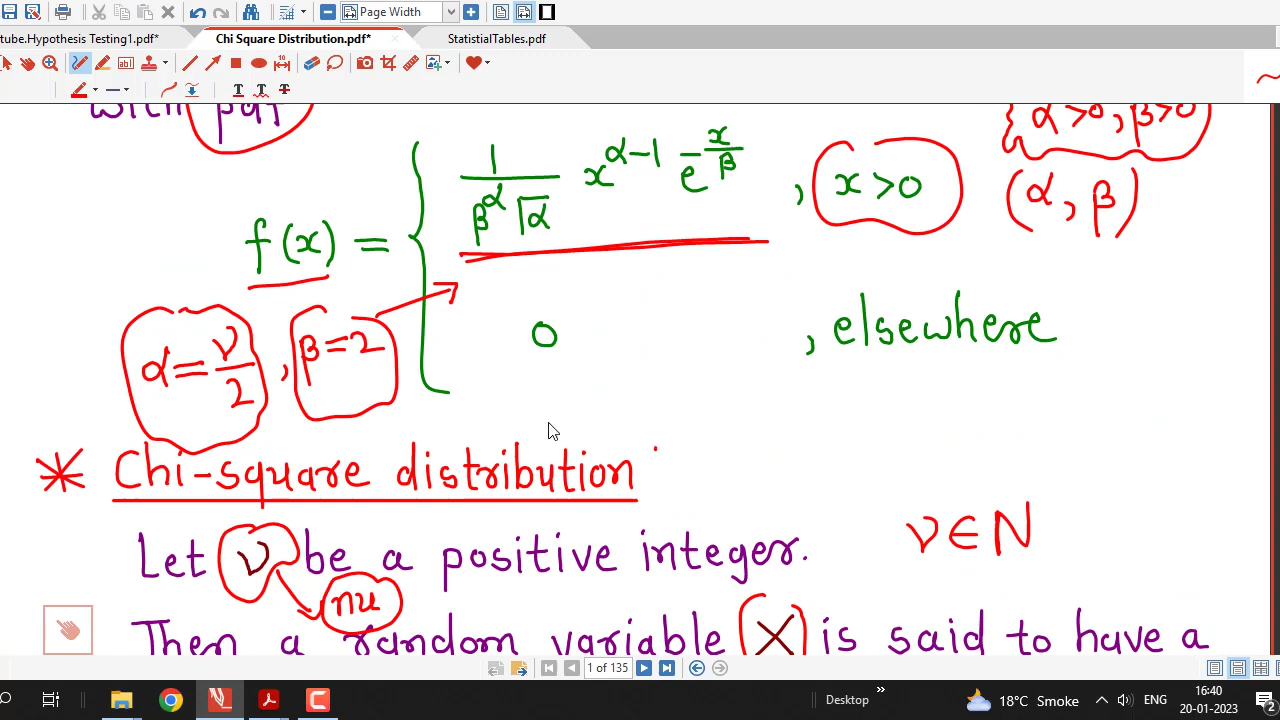 Page Width
tube.Hypothesis Testing1.pdf*
Chi Square Distribution.pdf*
StatistialTables.pdf
with pdf
α>0, β>0
(α, β)
f(x) = { 1/(β^α Γα) x^(α-1) e^(-x/β) , x>0
0 , elsewhere
α = ν/2 , β=2
* Chi-square distribution
Let ν be a positive integer. ν∈N
nu
Then a random variable X is said to have a
1 of 135
Desktop
»
18°C Smoke
ENG
16:40
20-01-2023
2